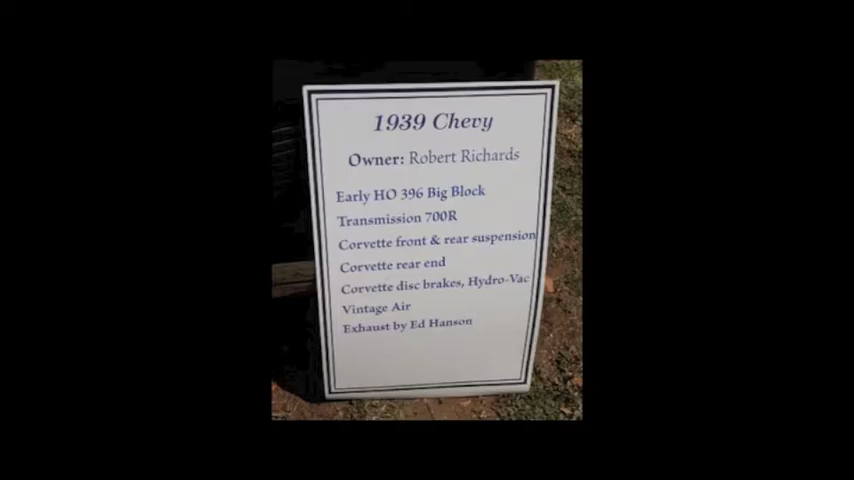 1939 Chevy
Owner: Robert Richards
Early HO 396 Big Block
Transmission 700R
Corvette front & rear suspension
Corvette rear end
Corvette disc brakes, Hydro-Vac
Vintage Air
Exhaust by Ed Hanson